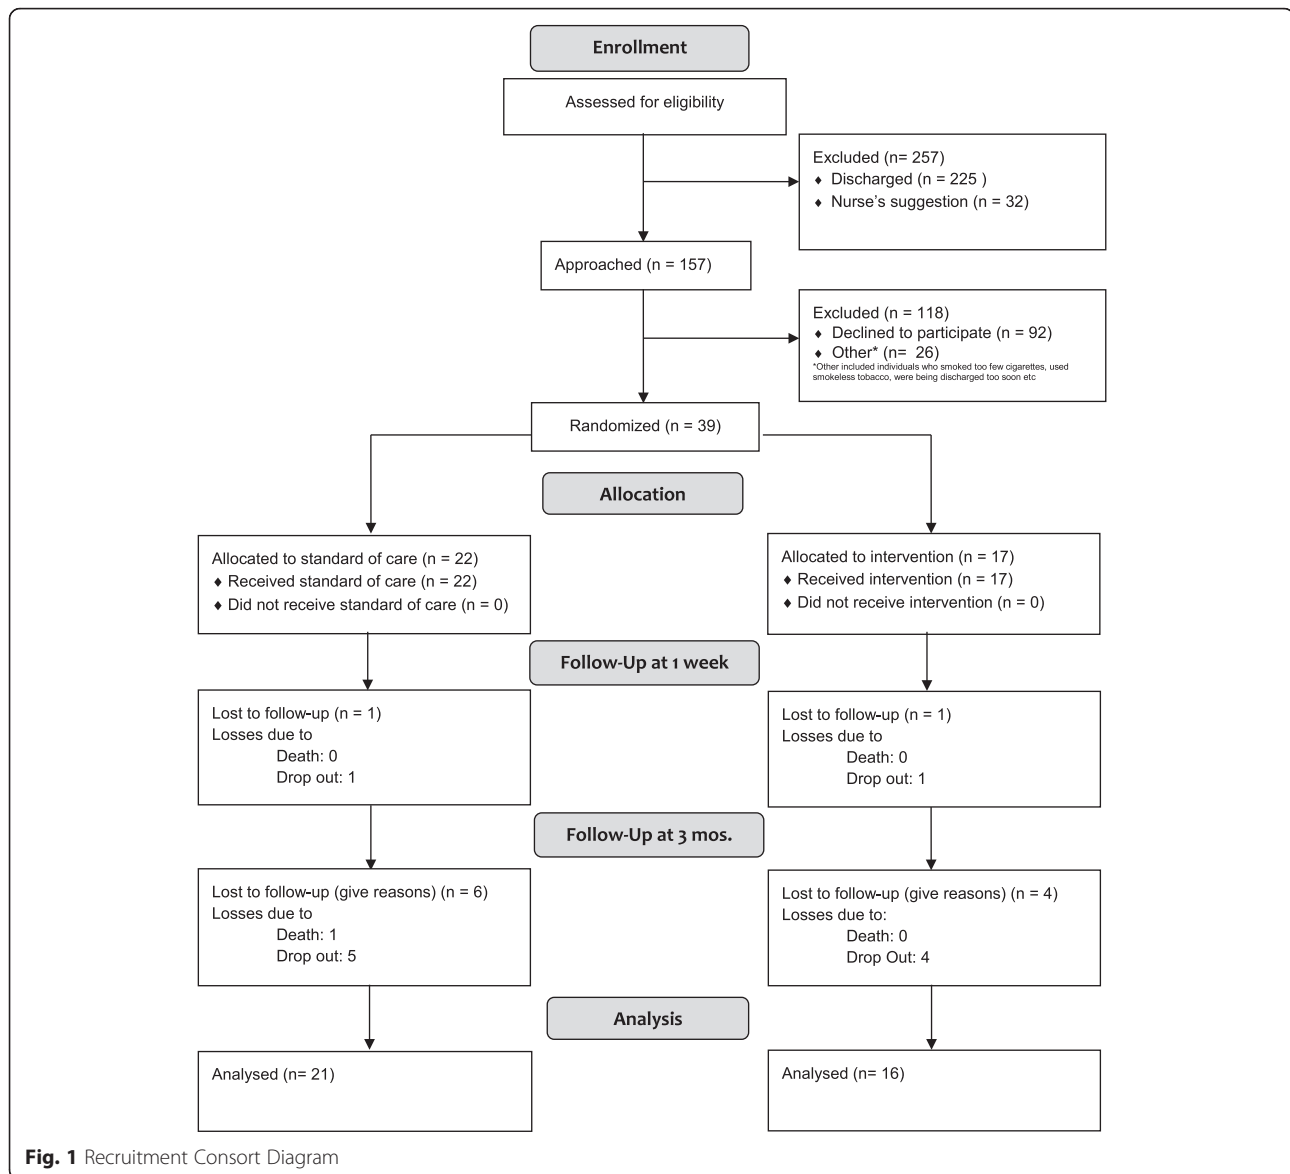 Enrollment
Assessed for eligibility
Excluded (n= 257)
♦ Discharged (n = 225 )
♦ Nurse's suggestion (n = 32)
Approached (n = 157)
Excluded (n = 118)
♦ Declined to participate (n = 92)
♦ Other* (n=  26)
*Other included individuals who smoked too few cigarettes, used
smokeless tobacco, were being discharged too soon etc
Randomized (n = 39)
Allocation
Allocated to standard of care (n = 22)
♦ Received standard of care (n = 22)
♦ Did not receive standard of care (n = 0)
Allocated to intervention (n = 17)
♦ Received intervention (n = 17)
♦ Did not receive intervention (n = 0)
Follow-Up at 1 week
Lost to follow-up (n = 1)
Losses due to
Death: 0
Drop out: 1
Lost to follow-up (n = 1)
Losses due to
Death: 0
Drop out: 1
Follow-Up at 3 mos.
Lost to follow-up (give reasons) (n = 6)
Losses due to
Death: 1
Drop out: 5
Lost to follow-up (give reasons) (n = 4)
Losses due to:
Death: 0
Drop Out: 4
Analysis
Analysed (n= 21)
Analysed (n= 16)
Fig. 1 Recruitment Consort Diagram